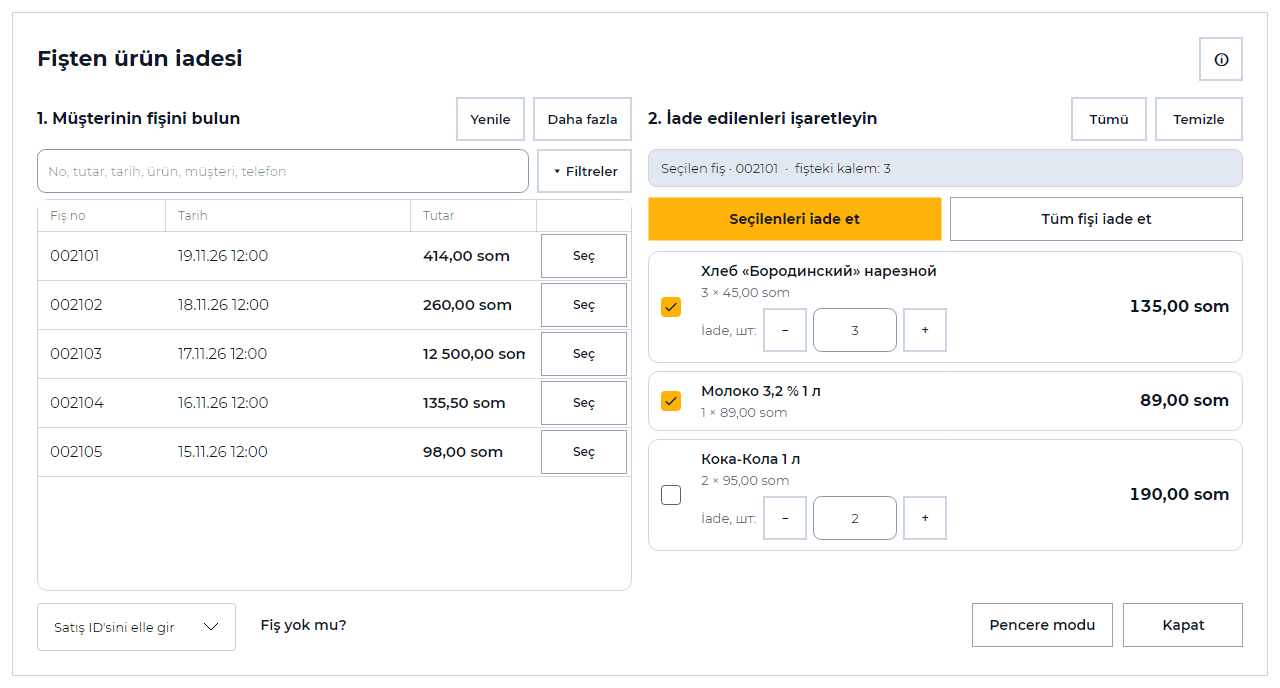 Fişten ürün iadesi
1. Müşterinin fişini bulun
Yenile
Daha fazla
No, tutar, tarih, ürün, müşteri, telefon
Filtreler
Fiş no
Tarih
Tutar
002101
19.11.26 12:00
414,00 som
Seç
002102
18.11.26 12:00
260,00 som
Seç
002103
17.11.26 12:00
12 500,00 som
Seç
002104
16.11.26 12:00
135,50 som
Seç
002105
15.11.26 12:00
98,00 som
Seç
Satış ID'sini elle gir
Fiş yok mu?
2. İade edilenleri işaretleyin
Tümü
Temizle
Seçilen fiş · 002101 · fişteki kalem: 3
Seçilenleri iade et
Tüm fişi iade et
Хлеб «Бородинский» нарезной
3 × 45,00 som
İade, шт:
−
3
+
135,00 som
Молоко 3,2 % 1 л
1 × 89,00 som
89,00 som
Кока-Кола 1 л
2 × 95,00 som
İade, шт:
−
2
+
190,00 som
Pencere modu
Kapat